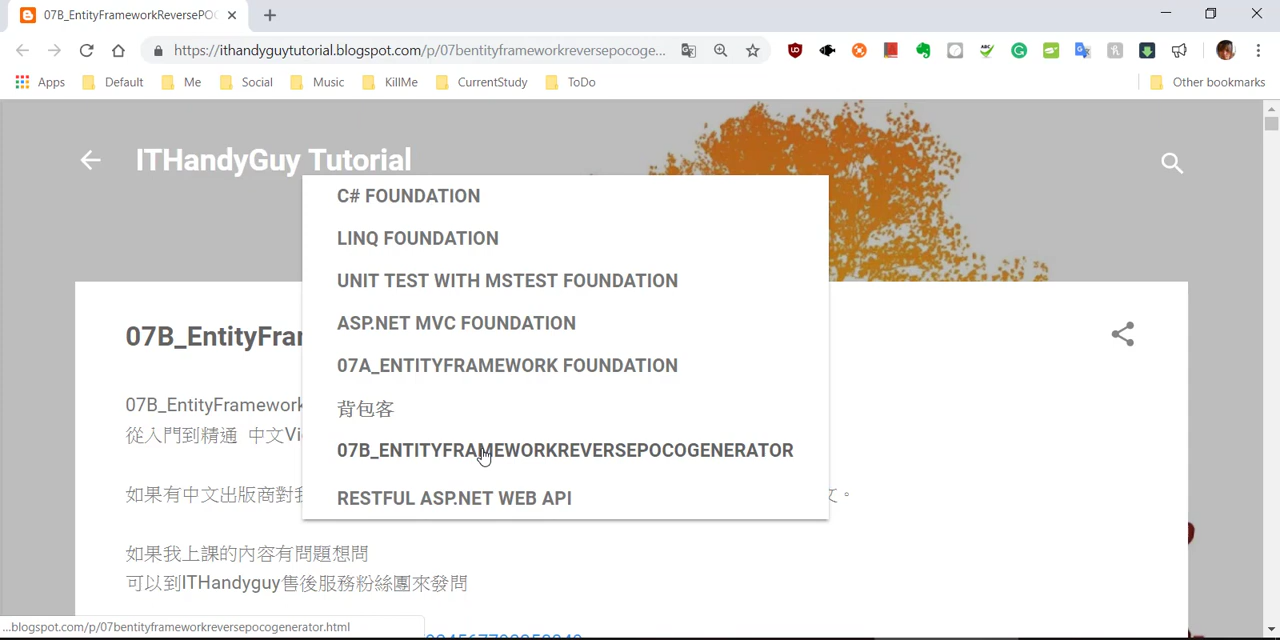 07B_EntityFrameworkReversePOC
https://ithandyguytutorial.blogspot.com/p/07bentityframeworkreversepocoge...
Apps Default Me Social Music KillMe CurrentStudy ToDo Other bookmarks
ITHandyGuy Tutorial
C# FOUNDATION
LINQ FOUNDATION
UNIT TEST WITH MSTEST FOUNDATION
ASP.NET MVC FOUNDATION
07A_ENTITYFRAMEWORK FOUNDATION
背包客
07B_ENTITYFRAMEWORKREVERSEPOCOGENERATOR
RESTFUL ASP.NET WEB API
07B_EntityFra
07B_Entity​Framework
從入門到精通 中文Vi
如果有中文出版商對
如果我上課的內容有問題想問
可以到ITHandyguy售後服務粉絲團來發問
...blogspot.com/p/07bentityframeworkreversepocogenerator.html